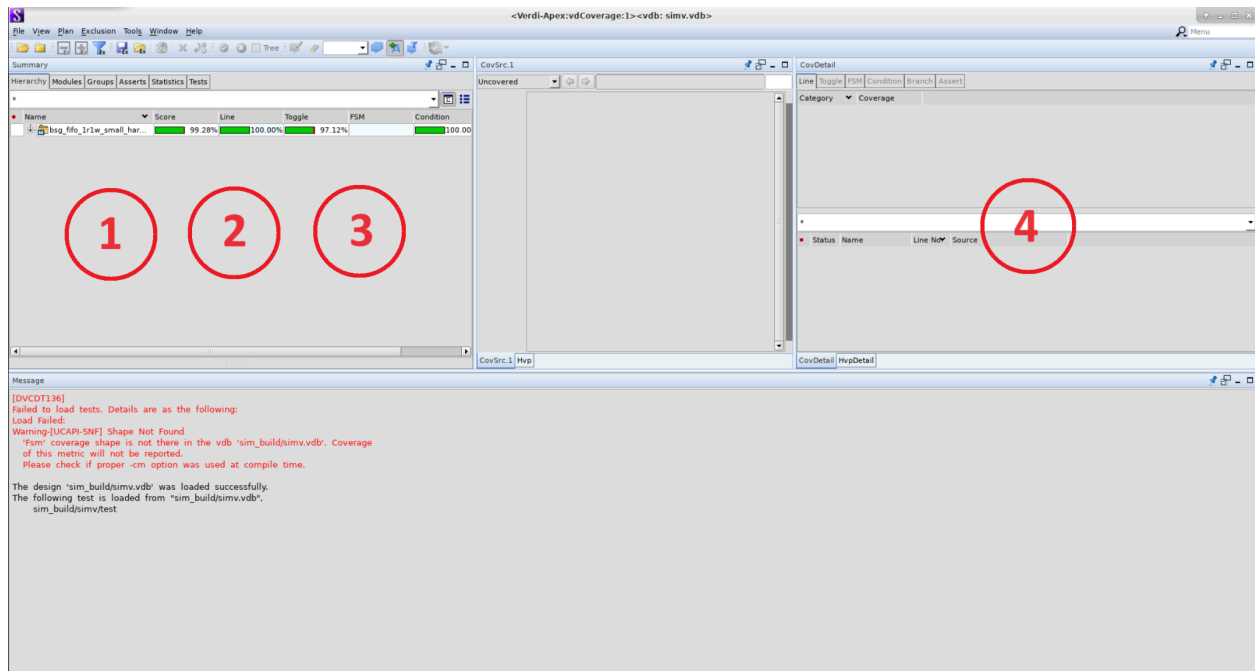 S
<Verdi-Apex:vdCoverage:1><vdb: simv.vdb>
File View Plan Exclusion Tools Window Help
Menu
Tree
Summary
Hierarchy Modules Groups Asserts Statistics Tests
*
Name Score Line Toggle FSM Condition
bsg_fifo_1r1w_small_har... 99.28% 100.00% 97.12% 100.00
1 2 3
CovSrc.1
Uncovered
CovSrc.1 Hvp
CovDetail
Line Toggle FSM Condition Branch Assert
Category Coverage
*
4
Status Name Line No Source
CovDetail HvpDetail
Message
[DVCDT136]
Failed to load tests. Details are as the following:
Load Failed:
Warning-[UCAPI-SNF] Shape Not Found
'Fsm' coverage shape is not there in the vdb 'sim_build/simv.vdb'. Coverage
of this metric will not be reported.
Please check if proper -cm option was used at compile time.
The design 'sim_build/simv.vdb' was loaded successfully.
The following test is loaded from "sim_build/simv.vdb",
sim_build/simv/test